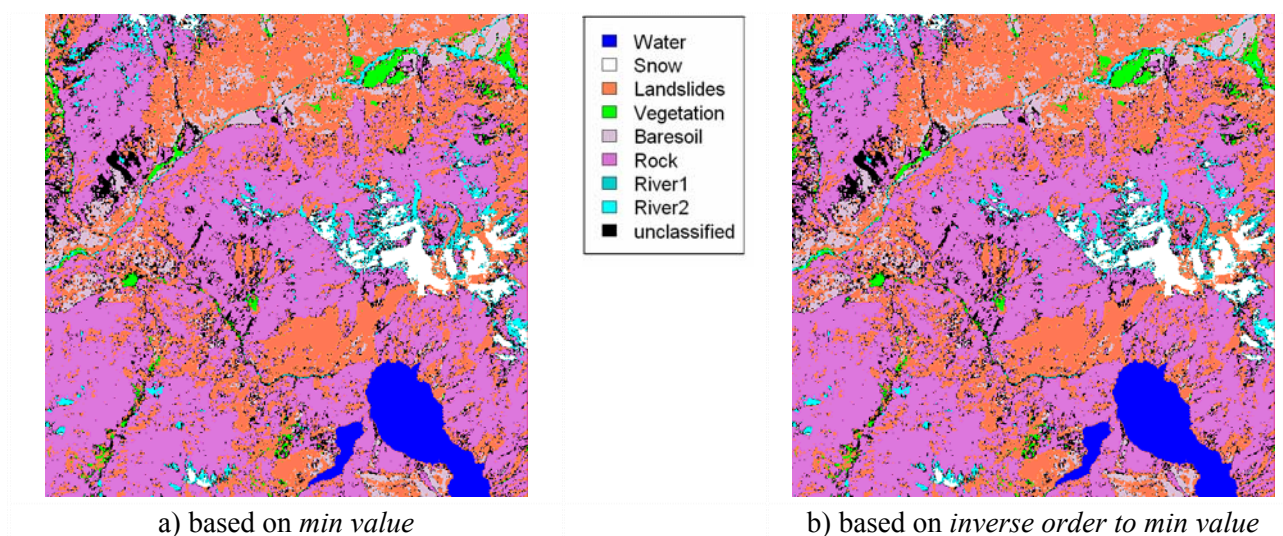 Water
Snow
Landslides
Vegetation
Baresoil
Rock
River1
River2
unclassified
a) based on min value
b) based on inverse order to min value